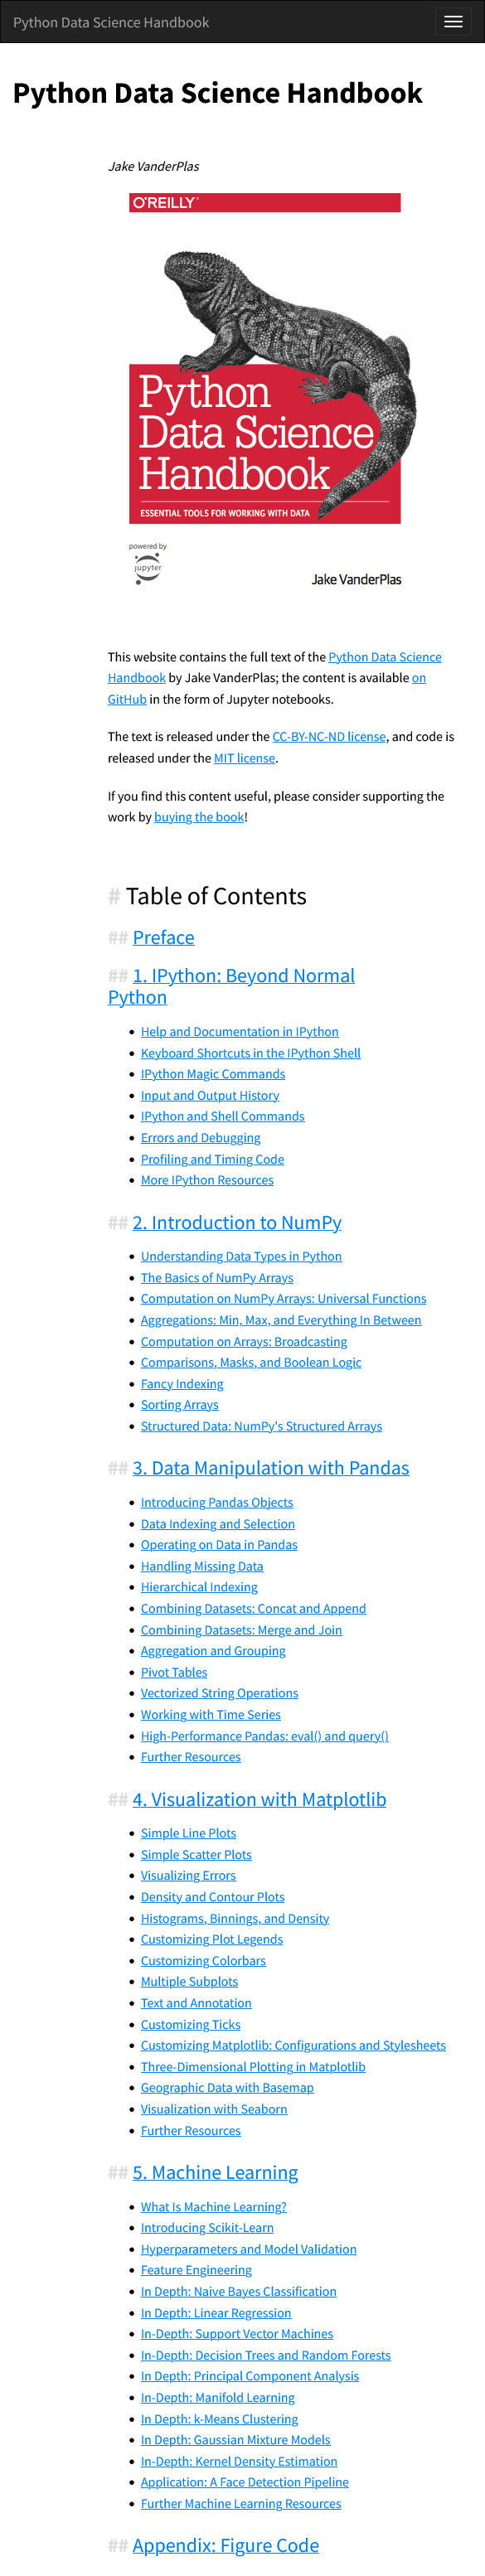 Python Data Science Handbook
Python Data Science Handbook
Jake VanderPlas
O'REILLY®
Python
Data Science
Handbook
ESSENTIAL TOOLS FOR WORKING WITH DATA
powered by
jupyter
Jake VanderPlas
This website contains the full text of the Python Data Science
Handbook by Jake VanderPlas; the content is available on
GitHub in the form of Jupyter notebooks.
The text is released under the CC-BY-NC-ND license, and code is
released under the MIT license.
If you find this content useful, please consider supporting the
work by buying the book!
# Table of Contents
## Preface
## 1. IPython: Beyond Normal
Python
• Help and Documentation in IPython
• Keyboard Shortcuts in the IPython Shell
• IPython Magic Commands
• Input and Output History
• IPython and Shell Commands
• Errors and Debugging
• Profiling and Timing Code
• More IPython Resources
## 2. Introduction to NumPy
• Understanding Data Types in Python
• The Basics of NumPy Arrays
• Computation on NumPy Arrays: Universal Functions
• Aggregations: Min, Max, and Everything In Between
• Computation on Arrays: Broadcasting
• Comparisons, Masks, and Boolean Logic
• Fancy Indexing
• Sorting Arrays
• Structured Data: NumPy's Structured Arrays
## 3. Data Manipulation with Pandas
• Introducing Pandas Objects
• Data Indexing and Selection
• Operating on Data in Pandas
• Handling Missing Data
• Hierarchical Indexing
• Combining Datasets: Concat and Append
• Combining Datasets: Merge and Join
• Aggregation and Grouping
• Pivot Tables
• Vectorized String Operations
• Working with Time Series
• High-Performance Pandas: eval() and query()
• Further Resources
## 4. Visualization with Matplotlib
• Simple Line Plots
• Simple Scatter Plots
• Visualizing Errors
• Density and Contour Plots
• Histograms, Binnings, and Density
• Customizing Plot Legends
• Customizing Colorbars
• Multiple Subplots
• Text and Annotation
• Customizing Ticks
• Customizing Matplotlib: Configurations and Stylesheets
• Three-Dimensional Plotting in Matplotlib
• Geographic Data with Basemap
• Visualization with Seaborn
• Further Resources
## 5. Machine Learning
• What Is Machine Learning?
• Introducing Scikit-Learn
• Hyperparameters and Model Validation
• Feature Engineering
• In Depth: Naive Bayes Classification
• In Depth: Linear Regression
• In-Depth: Support Vector Machines
• In-Depth: Decision Trees and Random Forests
• In Depth: Principal Component Analysis
• In-Depth: Manifold Learning
• In Depth: k-Means Clustering
• In Depth: Gaussian Mixture Models
• In-Depth: Kernel Density Estimation
• Application: A Face Detection Pipeline
• Further Machine Learning Resources
## Appendix: Figure Code